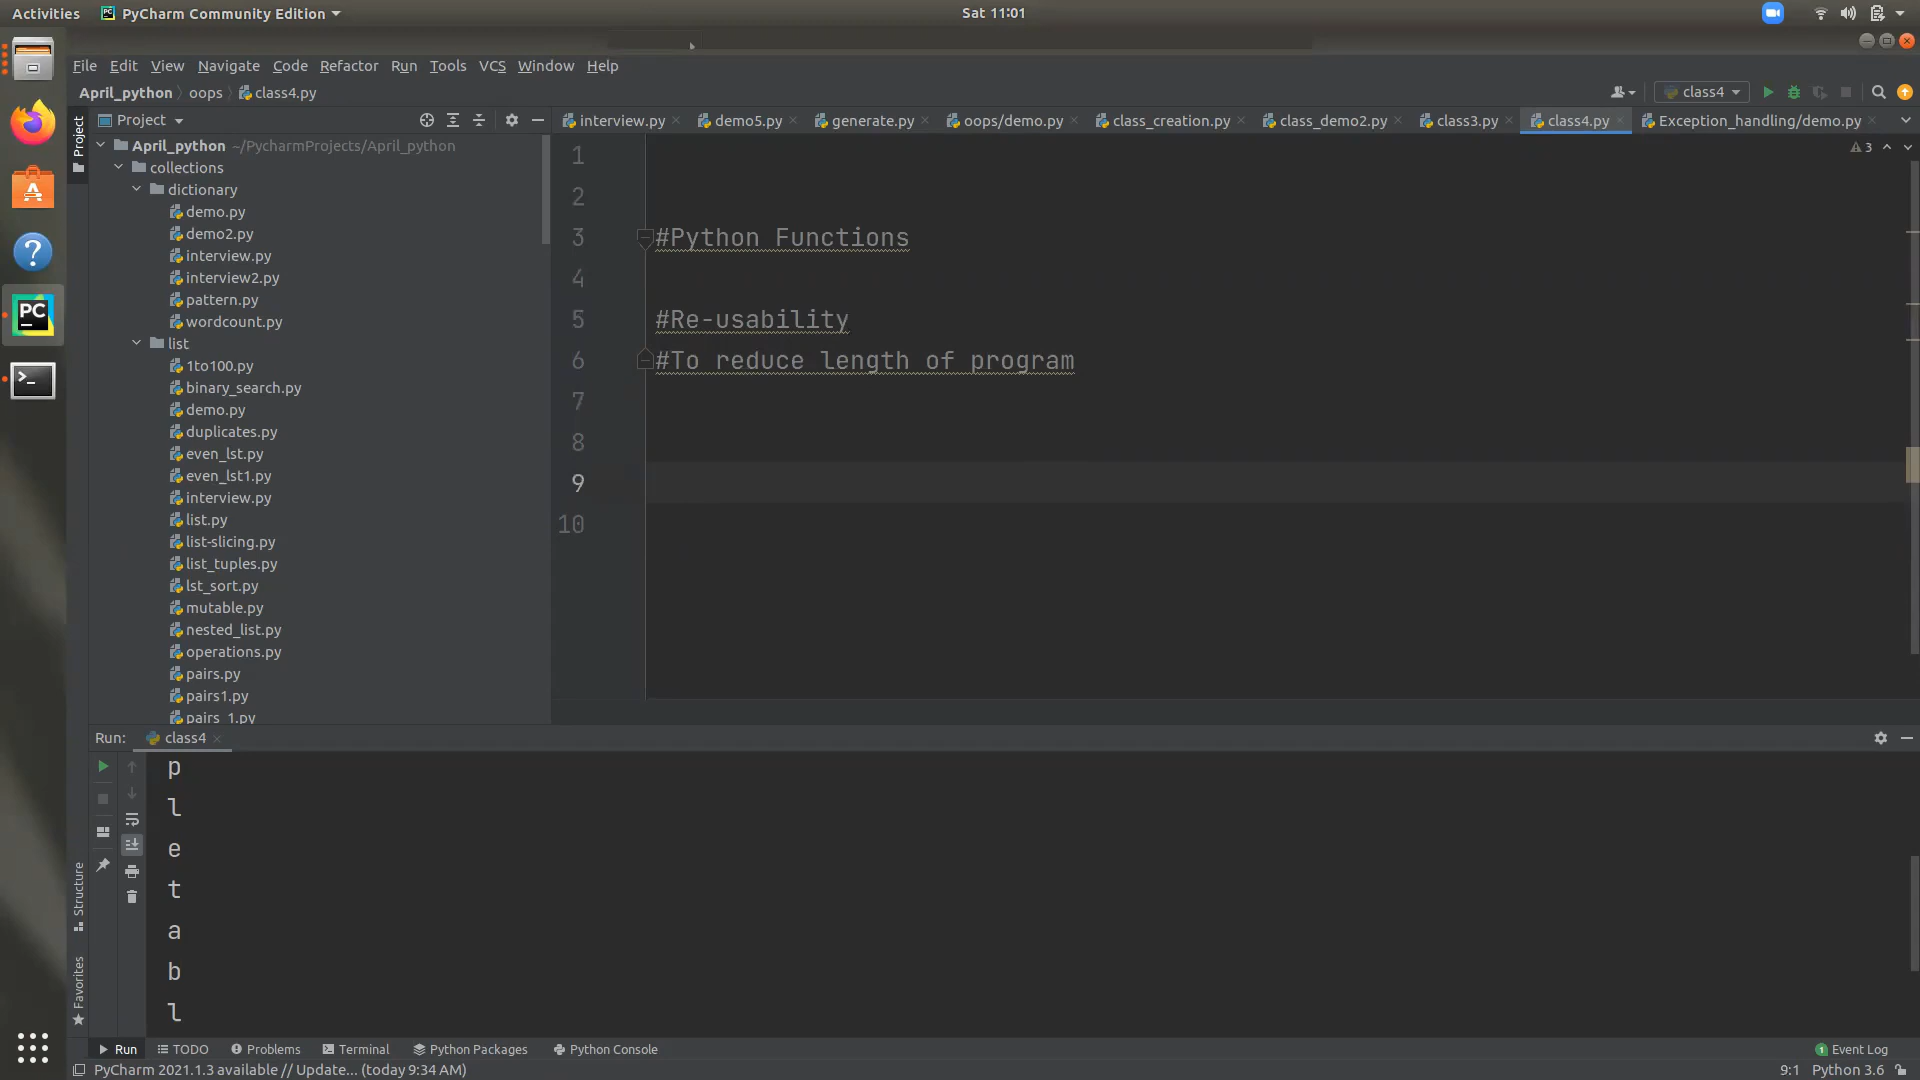 Activities PyCharm Community Edition Sat 11:01
File Edit View Navigate Code Refactor Run Tools VCS Window Help
April_python oops class4.py class4
Project interview.py demo5.py generate.py oops/demo.py class_creation.py class_demo2.py class3.py class4.py Exception_handling/demo.py
Project
April_python ~/PycharmProjects/April_python
collections
dictionary
demo.py
demo2.py
interview.py
interview2.py
pattern.py
wordcount.py
list
1to100.py
binary_search.py
demo.py
duplicates.py
even_lst.py
even_lst1.py
interview.py
list.py
list-slicing.py
list_tuples.py
lst_sort.py
mutable.py
nested_list.py
operations.py
pairs.py
pairs1.py
pairs_1.py
3
1
2
3 #Python Functions
4
5 #Re-usability
6 #To reduce length of program
7
8
9
10
Run: class4
p
l
e
t
a
b
l
Structure
Favorites
Run TODO Problems Terminal Python Packages Python Console 1 Event Log
PyCharm 2021.1.3 available // Update... (today 9:34 AM) 9:1 Python 3.6